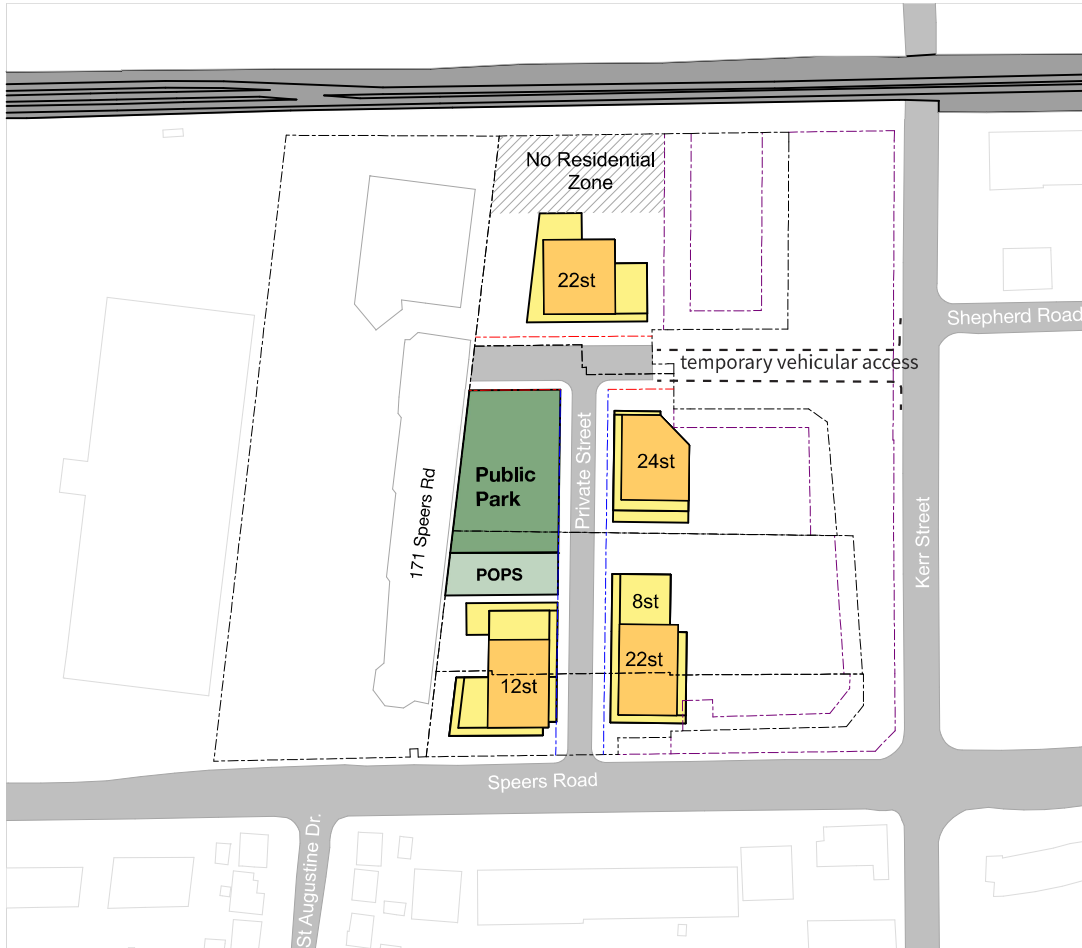 No Residential
Zone
22st
Shepherd Road
temporary vehicular access
Public
Park
Private Street
24st
171 Speers Rd
Kerr Street
POPS
8st
22st
12st
Speers Road
St Augustine Dr.